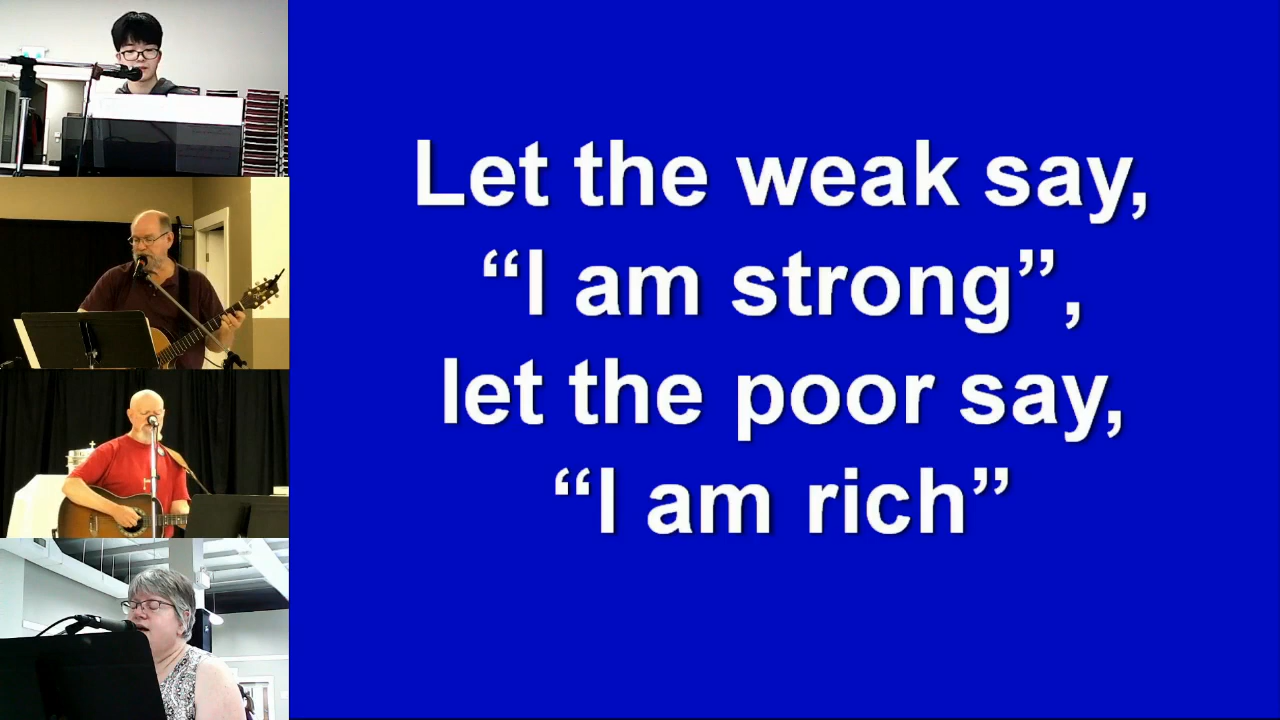 Let the weak say,
“I am strong”,
let the poor say,
“I am rich”